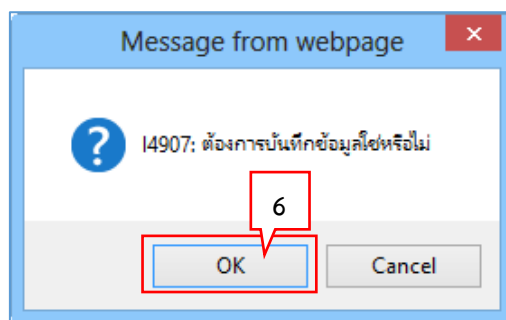 Message from webpage
I4907: ต้องการบันทึกข้อมูลใช่หรือไม่
6
OK
Cancel